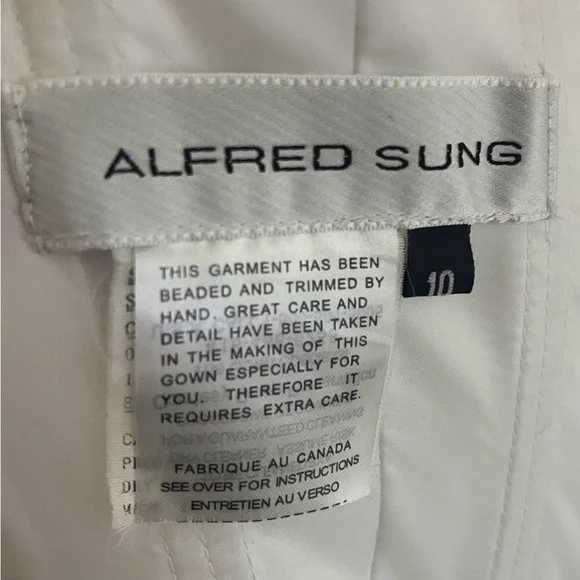 ALFRED SUNG
10
THIS GARMENT HAS BEEN
BEADED AND TRIMMED BY
HAND. GREAT CARE AND
DETAIL HAVE BEEN TAKEN
IN THE MAKING OF THIS
GOWN ESPECIALLY FOR
YOU. THEREFORE IT
REQUIRES EXTRA CARE.
FABRIQUE AU CANADA
SEE OVER FOR INSTRUCTIONS
ENTRETIEN AU VERSO